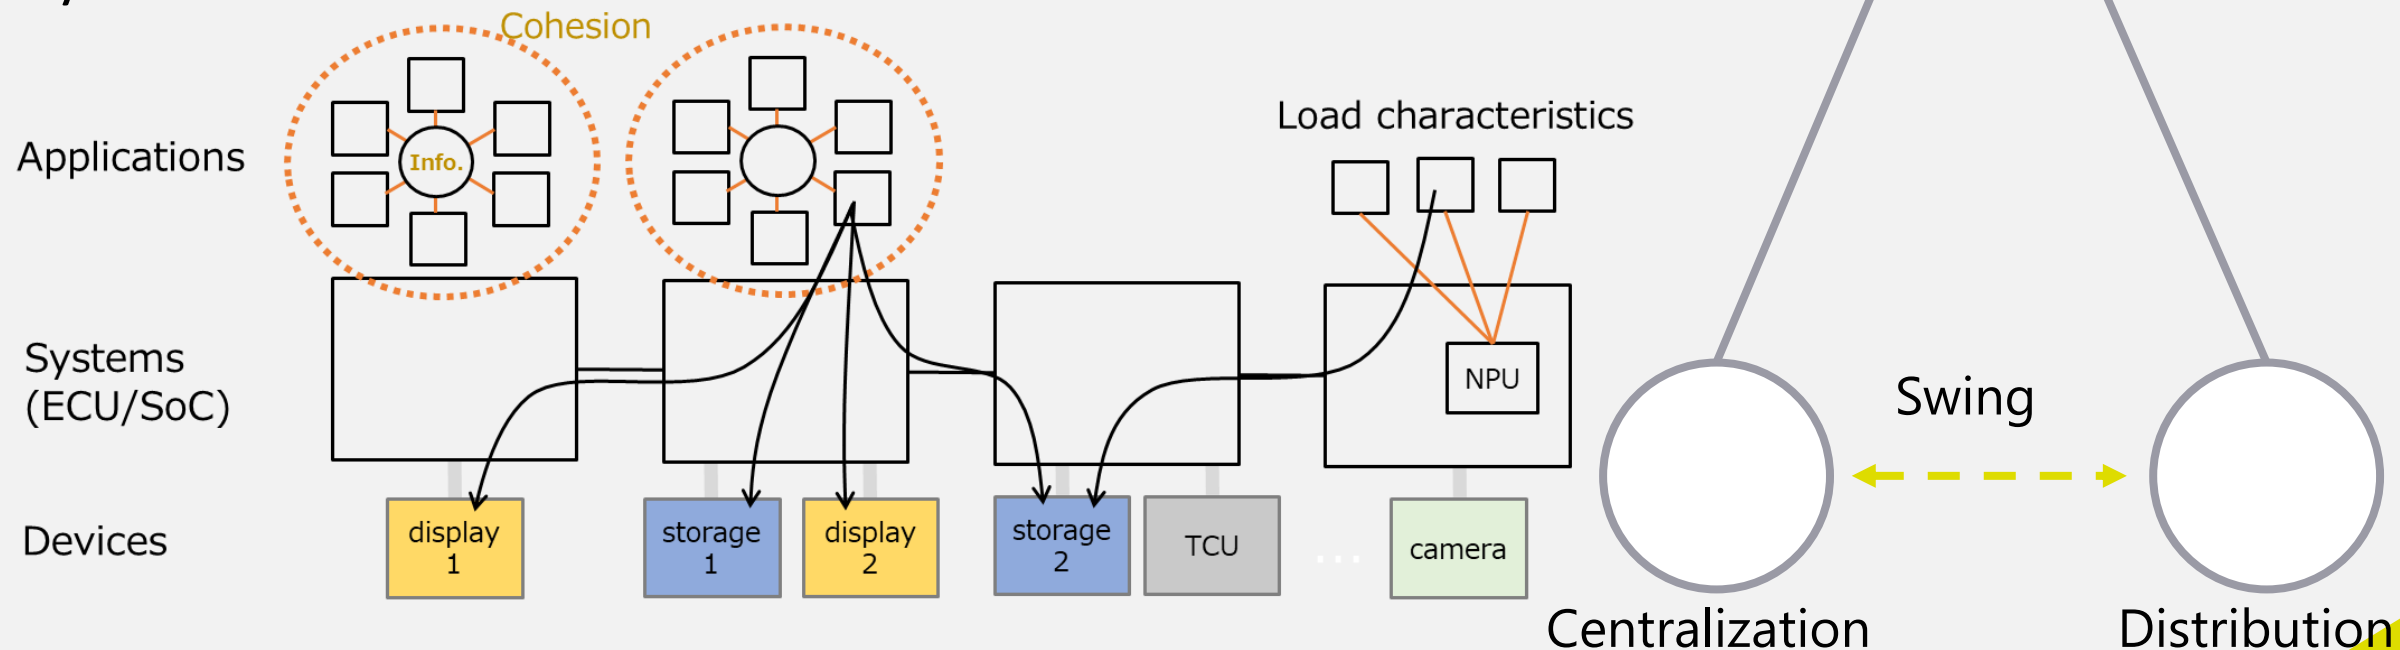 Cohesion
Applications
Info.
Load characteristics
Systems
(ECU/SoC)
NPU
Swing
Devices
display
1
storage
1
display
2
storage
2
TCU
...
camera
Centralization
Distribution